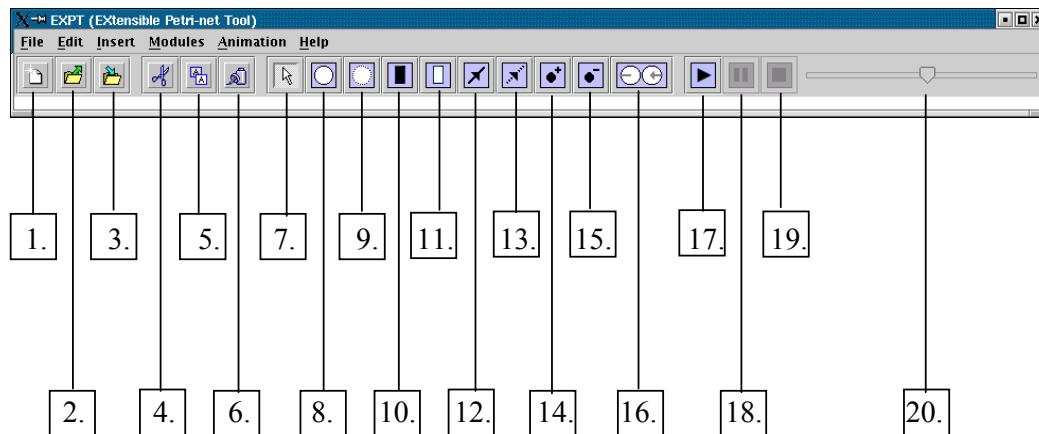 EXPT (EXtensible Petri-net Tool)
File Edit Insert Modules Animation Help
1. 3. 5. 7. 9. 11. 13. 15. 17. 19.
2. 4. 6. 8. 10. 12. 14. 16. 18. 20.